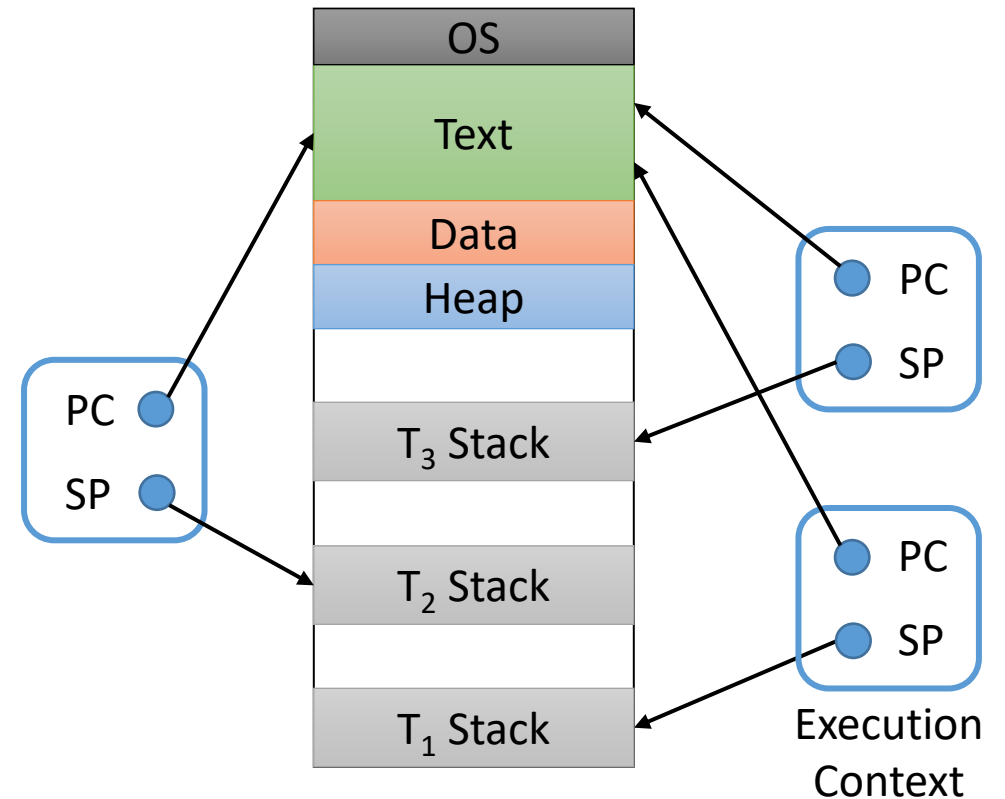 OS
Text
Data
Heap
T₃ Stack
T₂ Stack
T₁ Stack
PC
SP
PC
SP
PC
SP
Execution
Context